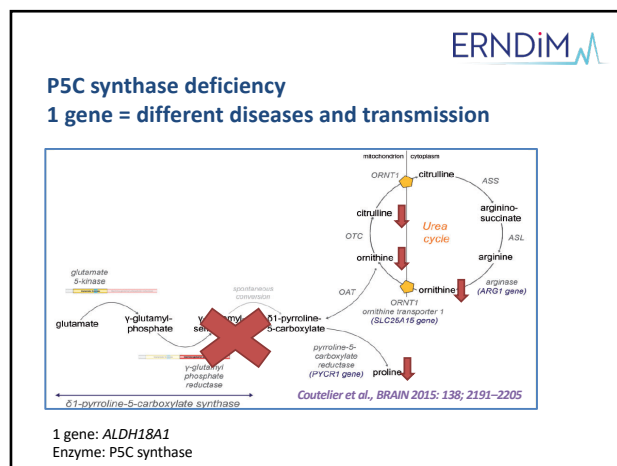 ERNDiM
P5C synthase deficiency
1 gene = different diseases and transmission
mitochondrion
cytoplasm
ORNT1
citrulline
ASS
citrulline
Urea
cycle
arginino-
succinate
OTC
ASL
ornithine
arginine
glutamate
5-kinase
spontaneous
conversion
OAT
ornithine
arginase
(ARG1 gene)
ORNT1
ornithine transporter 1
(SLC25A15 gene)
glutamate
γ-glutamyl-
phosphate
γ-glutamyl
δ1-pyrroline-
5-carboxylate
pyrroline-5-
carboxylate
reductase
(PYCR1 gene)
γ-glutamyl
phosphate
reductase
proline
δ1-pyrroline-5-carboxylate synthase
Coutelier et al., BRAIN 2015: 138; 2191–2205
1 gene: ALDH18A1
Enzyme: P5C synthase